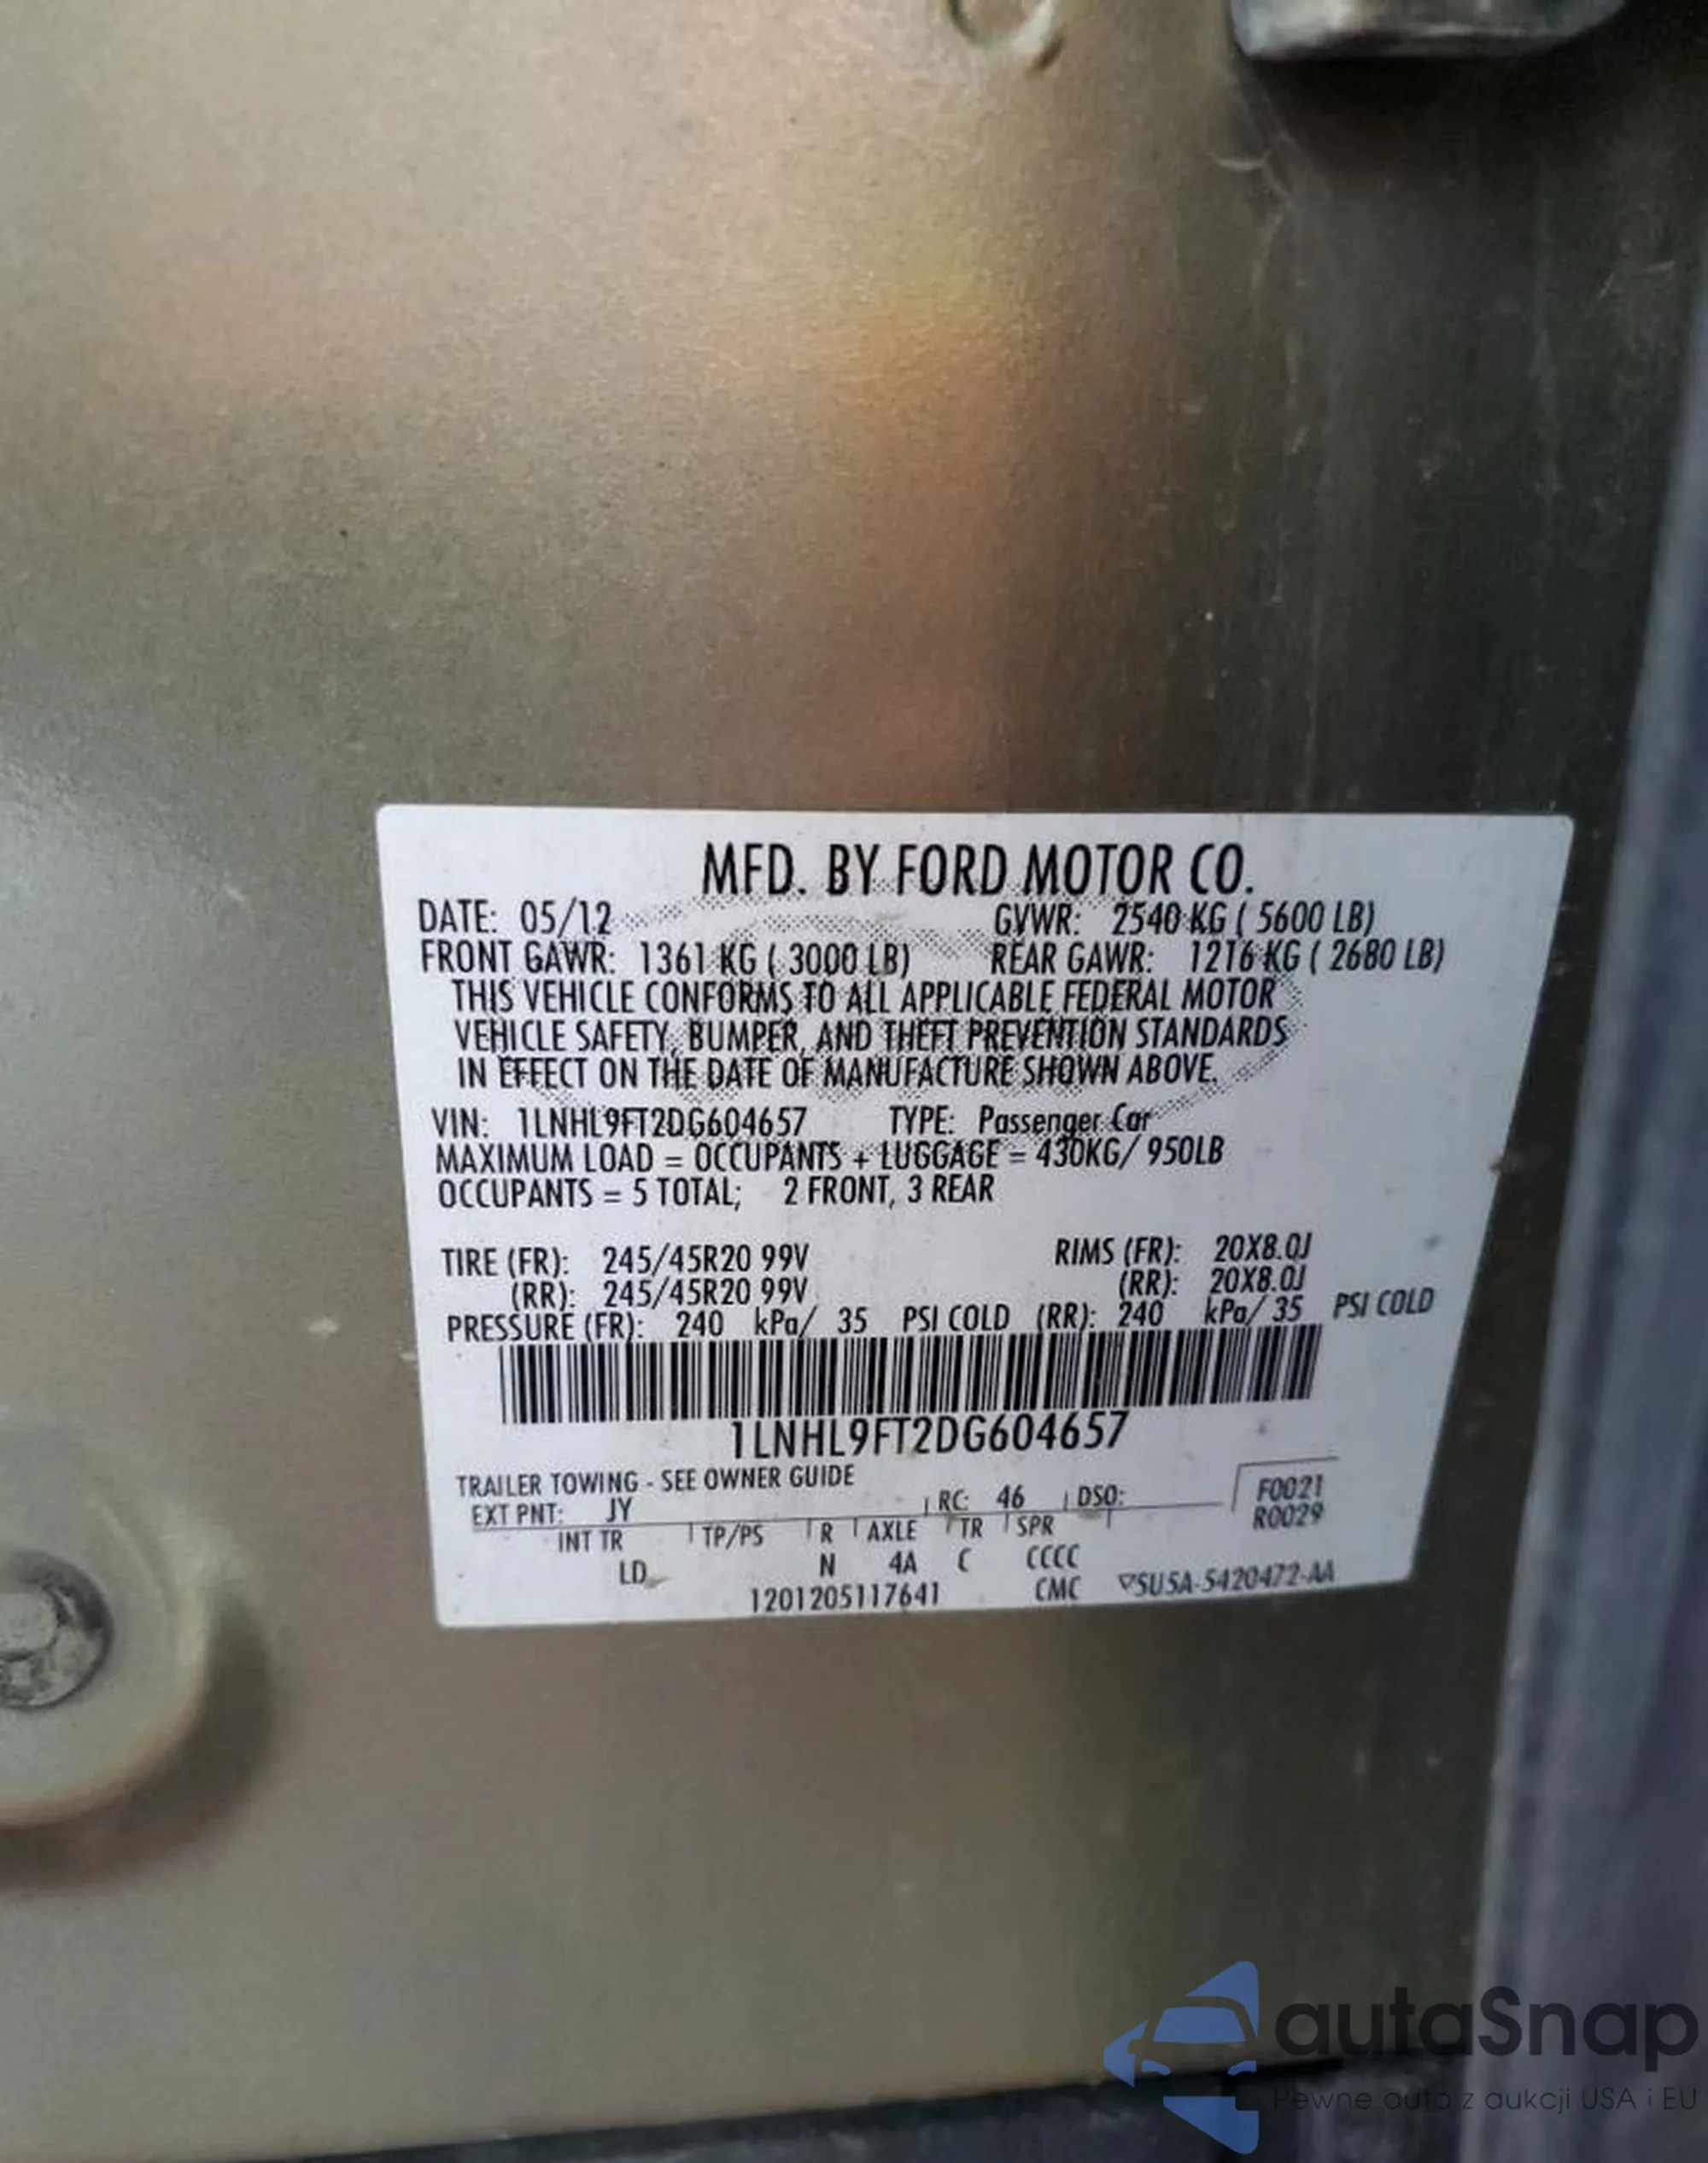 MFD. BY FORD MOTOR CO.
DATE: 05/12 GVWR: 2540 KG ( 5600 LB)
FRONT GAWR: 1361 KG ( 3000 LB) REAR GAWR: 1216 KG ( 2680 LB)
THIS VEHICLE CONFORMS TO ALL APPLICABLE FEDERAL MOTOR
VEHICLE SAFETY, BUMPER, AND THEFT PREVENTION STANDARDS
IN EFFECT ON THE DATE OF MANUFACTURE SHOWN ABOVE.
VIN: 1LNHL9FT2DG604657 TYPE: Passenger Car
MAXIMUM LOAD = OCCUPANTS + LUGGAGE = 430KG/ 950LB
OCCUPANTS = 5 TOTAL; 2 FRONT, 3 REAR
TIRE (FR): 245/45R20 99V RIMS (FR): 20X8.0J
(RR): 245/45R20 99V (RR): 20X8.0J
PRESSURE (FR): 240 kPa/ 35 PSI COLD (RR): 240 kPa/ 35 PSI COLD
1LNHL9FT2DG604657
TRAILER TOWING - SEE OWNER GUIDE
EXT PNT: JY RC: 46 DSO: F0021
R0029
INT TR TP/PS R AXLE TR SPR
LD N 4A C CCCC
1201205117641 CMC ▽5U5A-5420472-AA
autaSnap
Pewne auta z aukcji USA i EU